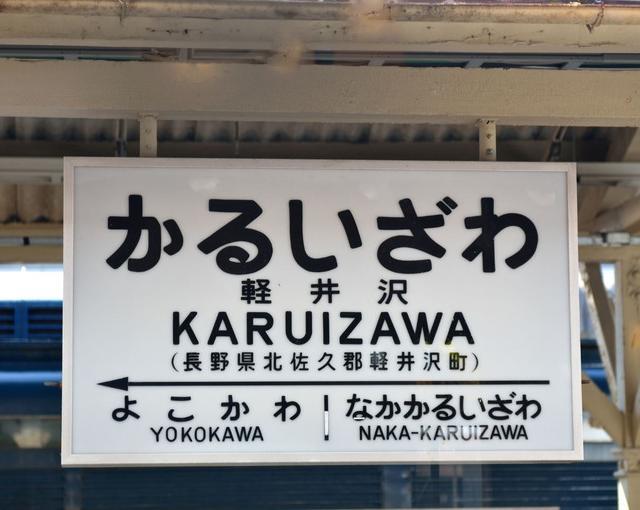 かるいざわ
軽井沢
KARUIZAWA
(長野県北佐久郡軽井沢町)
よこかわ なかかるいざわ
YOKOKAWA NAKA-KARUIZAWA